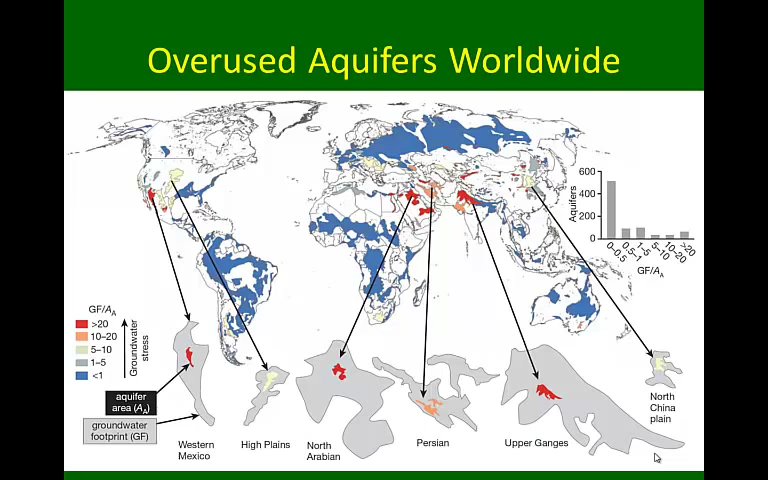 Overused Aquifers Worldwide
600
400
200
0
Aquifers
0–0.5
0.5–1
1–5
5–10
10–20
>20
GF/AA
GF/AA
>20
10–20
5–10
1–5
<1
Groundwater
stress
aquifer
area (AA)
groundwater
footprint (GF)
Western
Mexico
High Plains
North
Arabian
Persian
Upper Ganges
North
China
plain